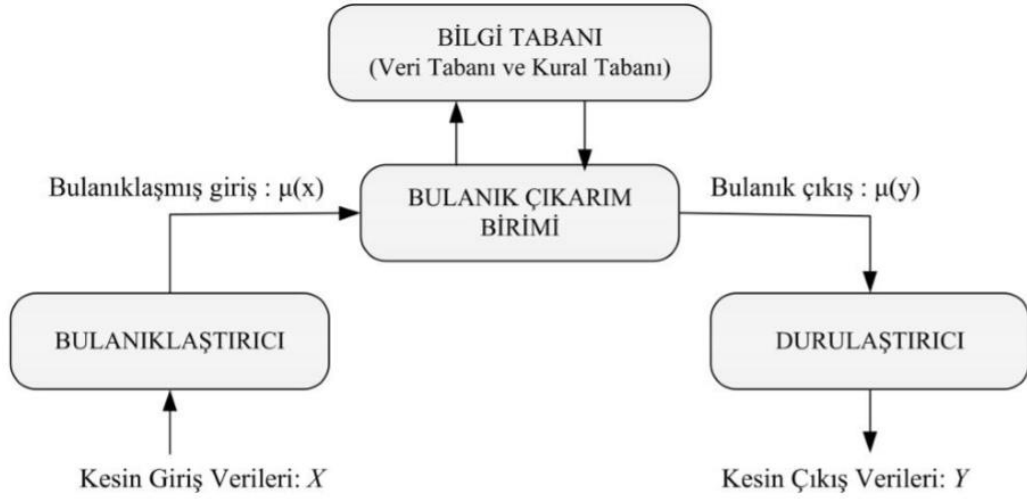 BİLGİ TABANI
(Veri Tabanı ve Kural Tabanı)
Bulanıklaşmış giriş : μ(x)
BULANIK ÇIKARIM
BİRİMİ
Bulanık çıkış : μ(y)
BULANIKLAŞTIRICI
DURULAŞTIRICI
Kesin Giriş Verileri: X
Kesin Çıkış Verileri: Y